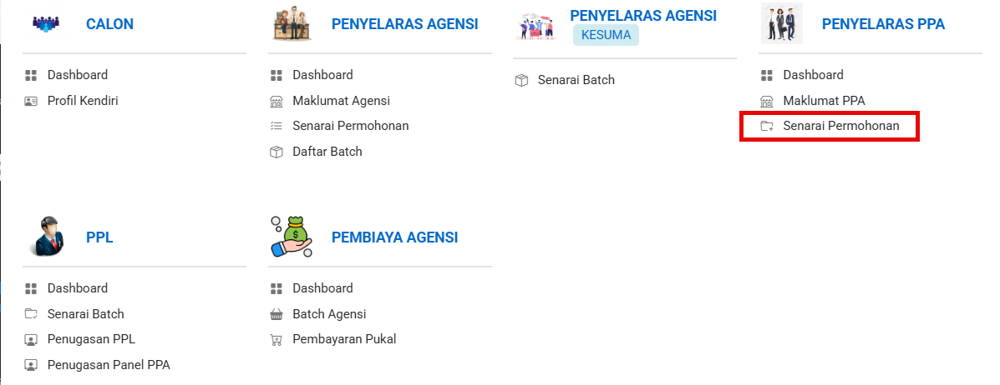 CALON
Dashboard
Profil Kendiri
PENYELARAS AGENSI
Dashboard
Maklumat Agensi
Senarai Permohonan
Daftar Batch
PENYELARAS AGENSI
KESUMA
Senarai Batch
PENYELARAS PPA
Dashboard
Maklumat PPA
Senarai Permohonan
PPL
Dashboard
Senarai Batch
Penugasan PPL
Penugasan Panel PPA
PEMBIAYA AGENSI
Dashboard
Batch Agensi
Pembayaran Pukal